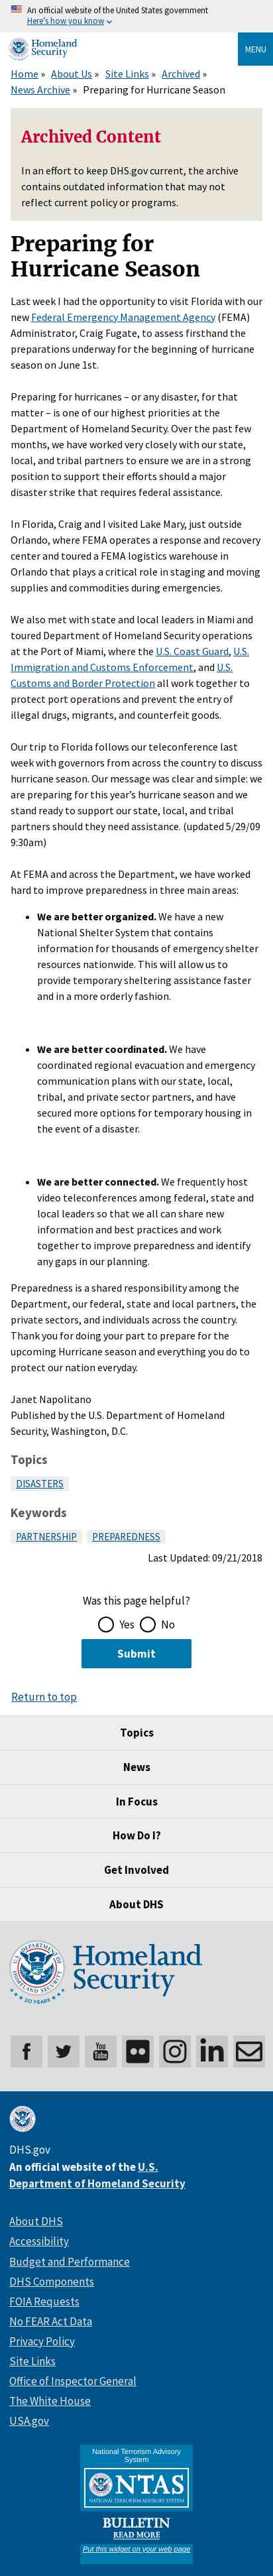 An official website of the United States government
Here's how you know
Homeland
Security
MENU
Home » About Us » Site Links » Archived »
News Archive » Preparing for Hurricane Season
Archived Content
In an effort to keep DHS.gov current, the archive
contains outdated information that may not
reflect current policy or programs.
Preparing for
Hurricane Season
Last week I had the opportunity to visit Florida with our
new Federal Emergency Management Agency (FEMA)
Administrator, Craig Fugate, to assess firsthand the
preparations underway for the beginning of hurricane
season on June 1st.
Preparing for hurricanes – or any disaster, for that
matter – is one of our highest priorities at the
Department of Homeland Security. Over the past few
months, we have worked very closely with our state,
local, and tribal partners to ensure we are in a strong
position to support their efforts should a major
disaster strike that requires federal assistance.
In Florida, Craig and I visited Lake Mary, just outside
Orlando, where FEMA operates a response and recovery
center and toured a FEMA logistics warehouse in
Orlando that plays a critical role in staging and moving
supplies and commodities during emergencies.
We also met with state and local leaders in Miami and
toured Department of Homeland Security operations
at the Port of Miami, where the U.S. Coast Guard, U.S.
Immigration and Customs Enforcement, and U.S.
Customs and Border Protection all work together to
protect port operations and prevent the entry of
illegal drugs, migrants, and counterfeit goods.
Our trip to Florida follows our teleconference last
week with governors from across the country to discuss
hurricane season. Our message was clear and simple: we
are preparing for this year's hurricane season and we
stand ready to support our state, local, and tribal
partners should they need assistance. (updated 5/29/09
9:30am)
At FEMA and across the Department, we have worked
hard to improve preparedness in three main areas:
• We are better organized. We have a new
National Shelter System that contains
information for thousands of emergency shelter
resources nationwide. This will allow us to
provide temporary sheltering assistance faster
and in a more orderly fashion.
• We are better coordinated. We have
coordinated regional evacuation and emergency
communication plans with our state, local,
tribal, and private sector partners, and have
secured more options for temporary housing in
the event of a disaster.
• We are better connected. We frequently host
video teleconferences among federal, state and
local leaders so that we all can share new
information and best practices and work
together to improve preparedness and identify
any gaps in our planning.
Preparedness is a shared responsibility among the
Department, our federal, state and local partners, the
private sectors, and individuals across the country.
Thank you for doing your part to prepare for the
upcoming Hurricane season and everything you do to
protect our nation everyday.
Janet Napolitano
Published by the U.S. Department of Homeland
Security, Washington, D.C.
Topics
DISASTERS
Keywords
PARTNERSHIP PREPAREDNESS
Last Updated: 09/21/2018
Was this page helpful?
Yes No
Submit
Return to top
Topics
News
In Focus
How Do I?
Get Involved
About DHS
Homeland
Security
20 YEARS
You
Tube
DHS.gov
An official website of the U.S.
Department of Homeland Security
About DHS
Accessibility
Budget and Performance
DHS Components
FOIA Requests
No FEAR Act Data
Privacy Policy
Site Links
Office of Inspector General
The White House
USA.gov
National Terrorism Advisory
System
NTAS
NATIONAL TERRORISM ADVISORY SYSTEM
BULLETIN
READ MORE
Put this widget on your web page